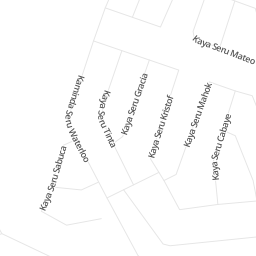 Kaya Seru Mateo
Kaminda Seru Waterloo
Kaya Seru Tinta
Kaya Seru Gracia
Kaya Seru Kristof
Kaya Seru Mahok
Kaya Seru Cabaye
Kaya Seru Sabuca